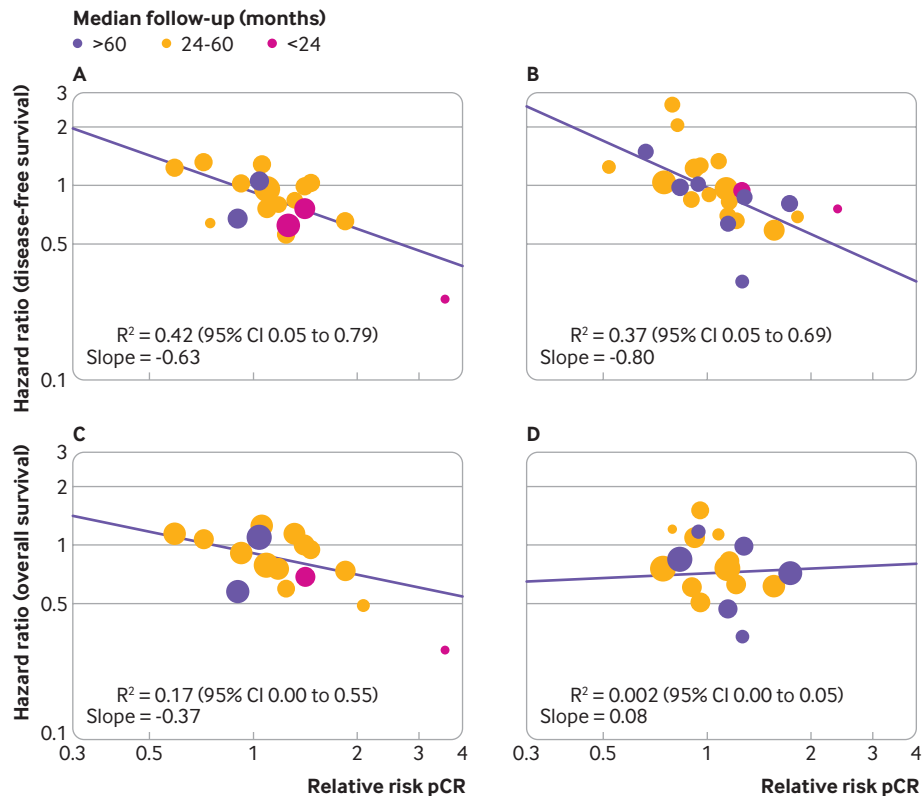 Median follow-up (months)
>60 24-60 <24
A
Hazard ratio (disease-free survival)
3
2
1
0.5
0.1
R² = 0.42 (95% CI 0.05 to 0.79)
Slope = -0.63
B
R² = 0.37 (95% CI 0.05 to 0.69)
Slope = -0.80
C
Hazard ratio (overall survival)
3
2
1
0.5
0.1
R² = 0.17 (95% CI 0.00 to 0.55)
Slope = -0.37
0.3 0.5 1 2 3 4
Relative risk pCR
D
R² = 0.002 (95% CI 0.00 to 0.05)
Slope = 0.08
0.3 0.5 1 2 3 4
Relative risk pCR